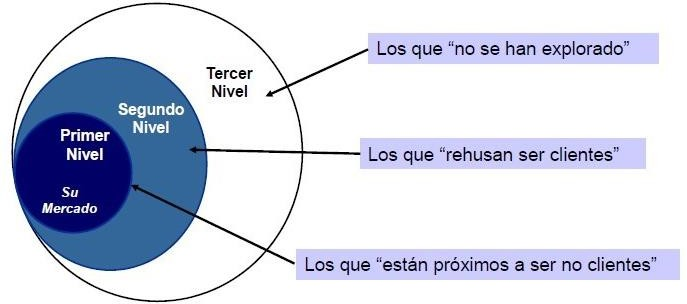 Los que “no se han explorado”
Tercer
Nivel
Segundo
Nivel
Primer
Nivel
Los que “rehusan ser clientes”
Su
Mercado
Los que “están próximos a ser no clientes”